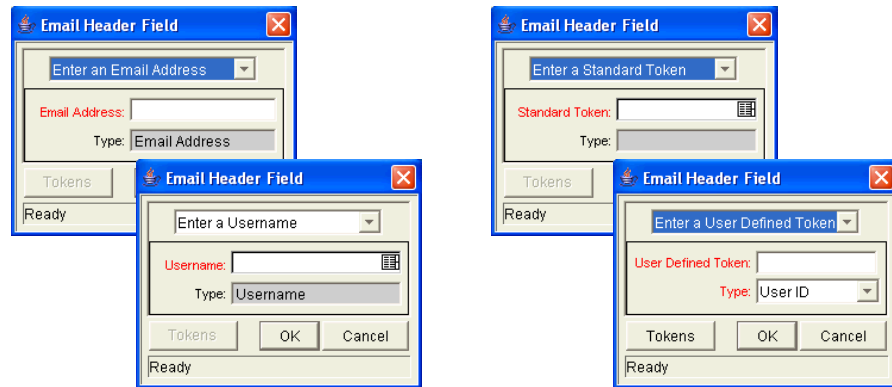 Email Header Field
Enter an Email Address
Email Address:
Type: Email Address
Tokens
Ready
Email Header Field
Enter a Username
Username:
Type: Username
Tokens OK Cancel
Ready
Email Header Field
Enter a Standard Token
Standard Token:
Type:
Tokens
Ready
Email Header Field
Enter a User Defined Token
User Defined Token:
Type: User ID
Tokens OK Cancel
Ready